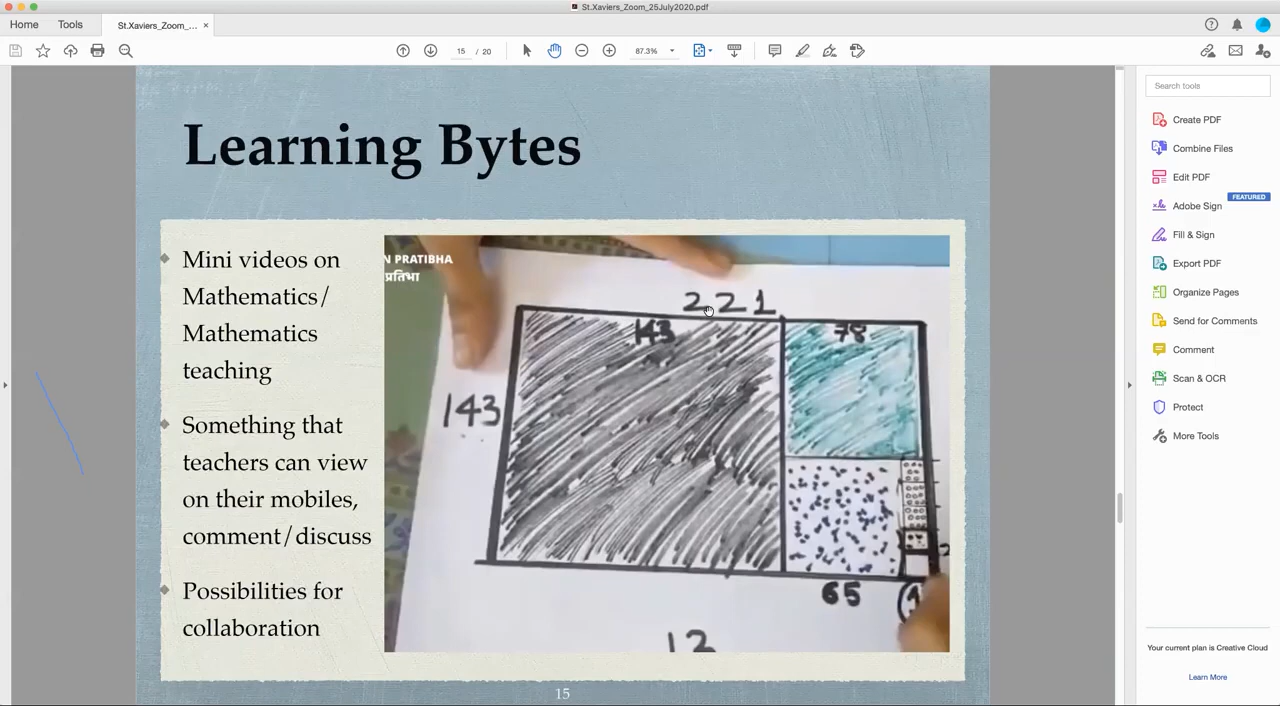 St.Xaviers_Zoom_25July2020.pdf
Home Tools St.Xaviers_Zoom_... ×
15 / 20 87.3%
Search tools
Create PDF
Combine Files
Edit PDF
FEATURED
Adobe Sign
Fill & Sign
Export PDF
Organize Pages
Send for Comments
Comment
Scan & OCR
Protect
More Tools
Your current plan is Creative Cloud
Learn More
Learning Bytes
Mini videos on
Mathematics/
Mathematics
teaching
Something that
teachers can view
on their mobiles,
comment/discuss
Possibilities for
collaboration
N PRATIBHA
प्रतिभा
221
143
78
143
65
13
15